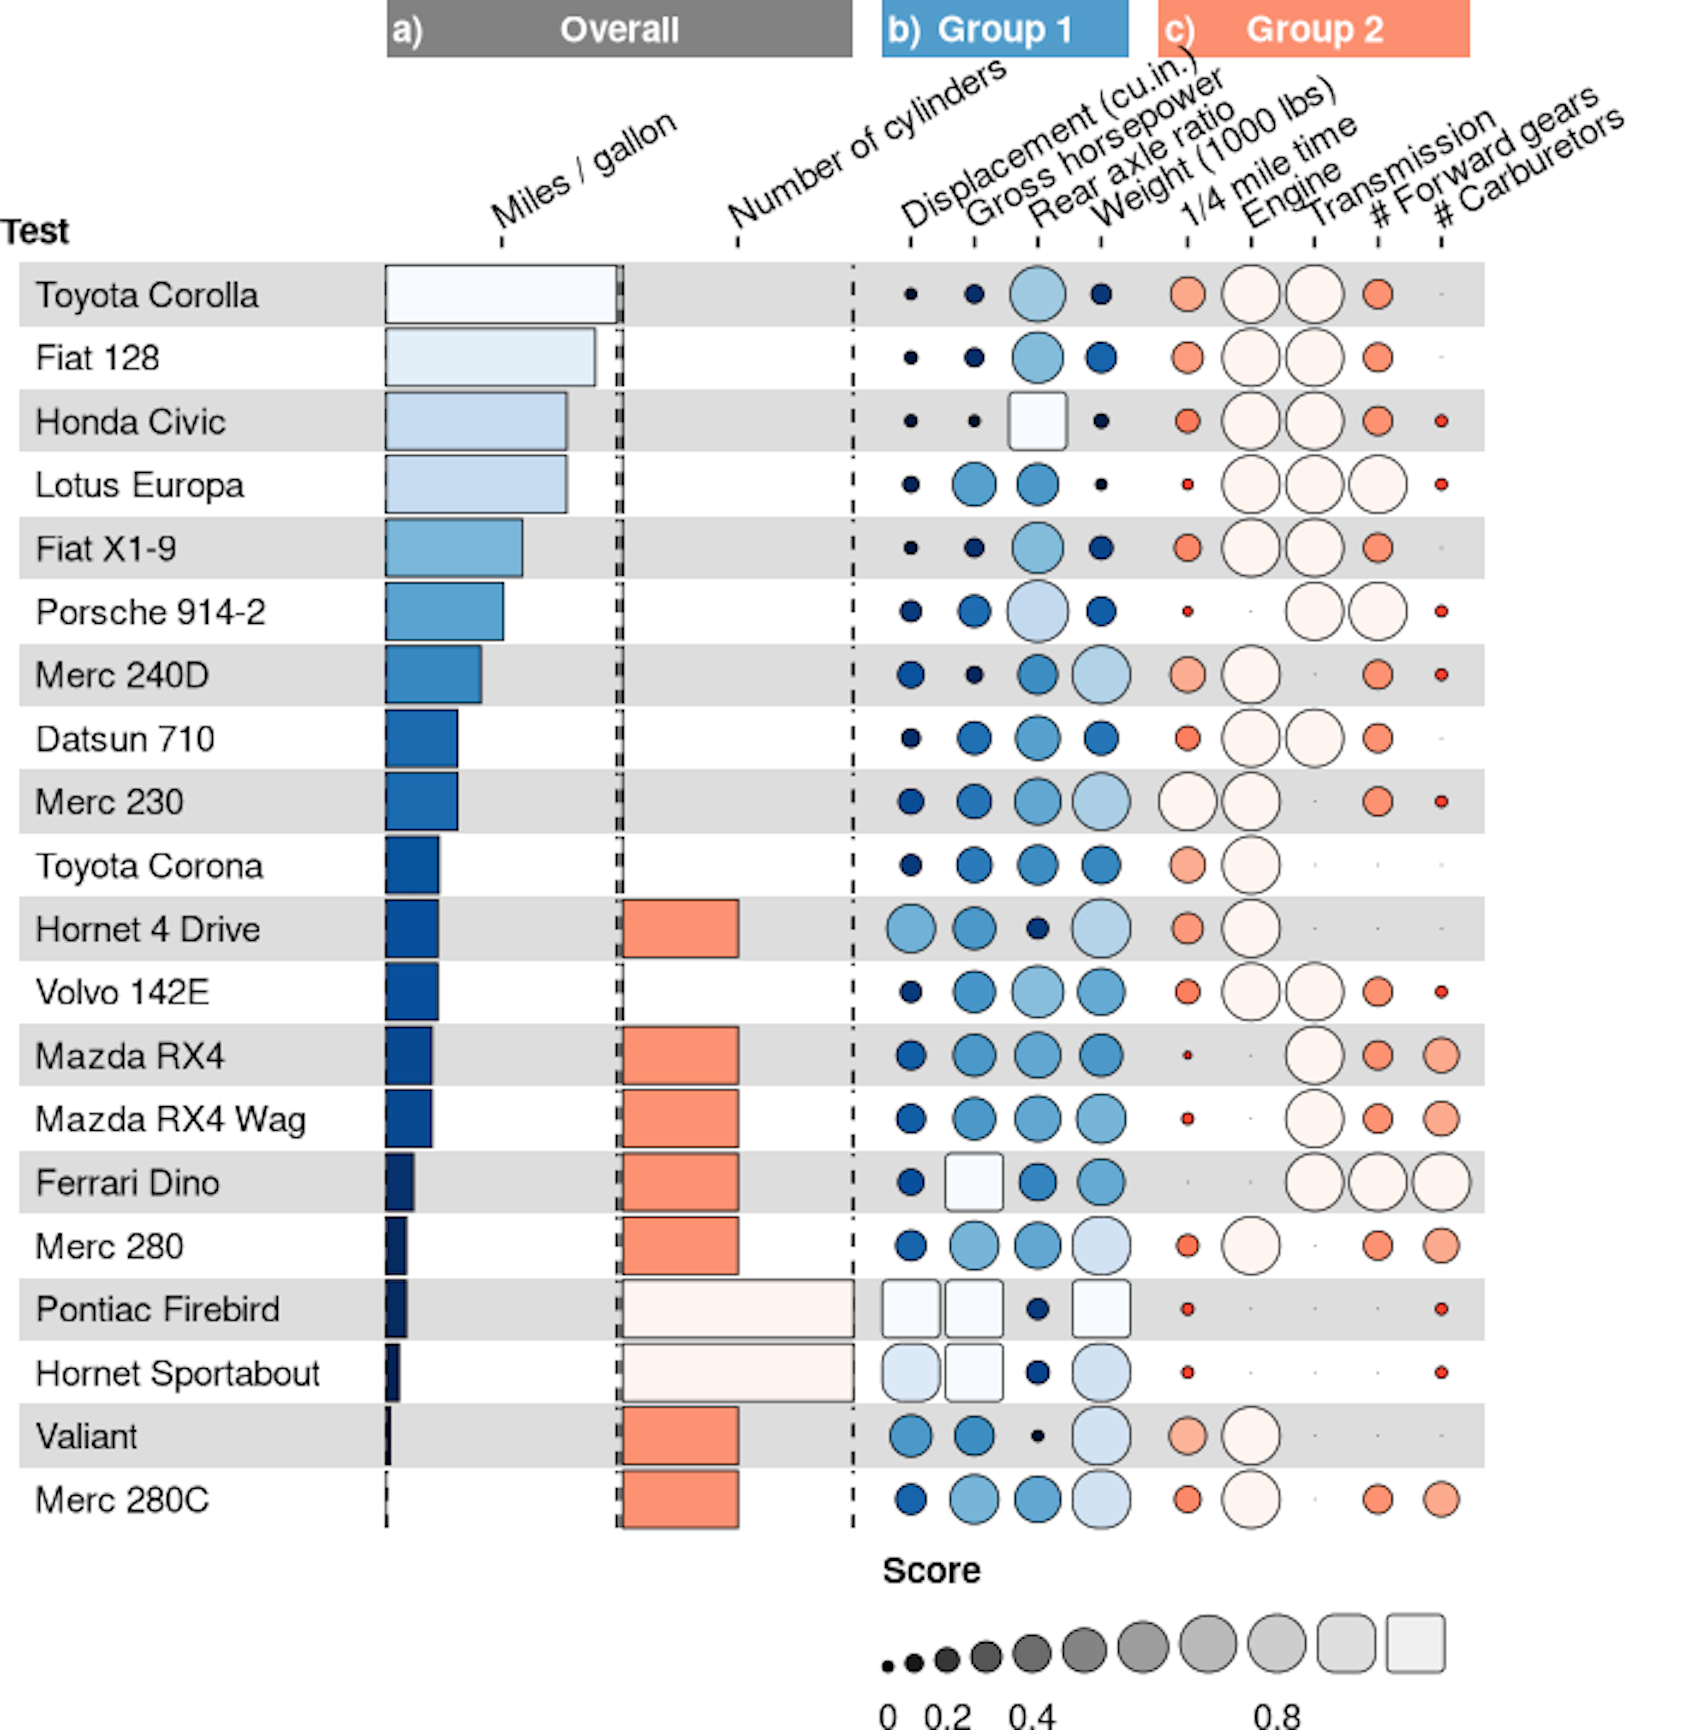 a) Overall b) Group 1 c) Group 2
Miles / gallon
Number of cylinders
Displacement (cu.in.)
Gross horsepower
Rear axle ratio
Weight (1000 lbs)
1/4 mile time
Engine
Transmission
# Forward gears
# Carburetors
Test
Toyota Corolla
Fiat 128
Honda Civic
Lotus Europa
Fiat X1-9
Porsche 914-2
Merc 240D
Datsun 710
Merc 230
Toyota Corona
Hornet 4 Drive
Volvo 142E
Mazda RX4
Mazda RX4 Wag
Ferrari Dino
Merc 280
Pontiac Firebird
Hornet Sportabout
Valiant
Merc 280C
Score
0 0.2 0.4 0.8